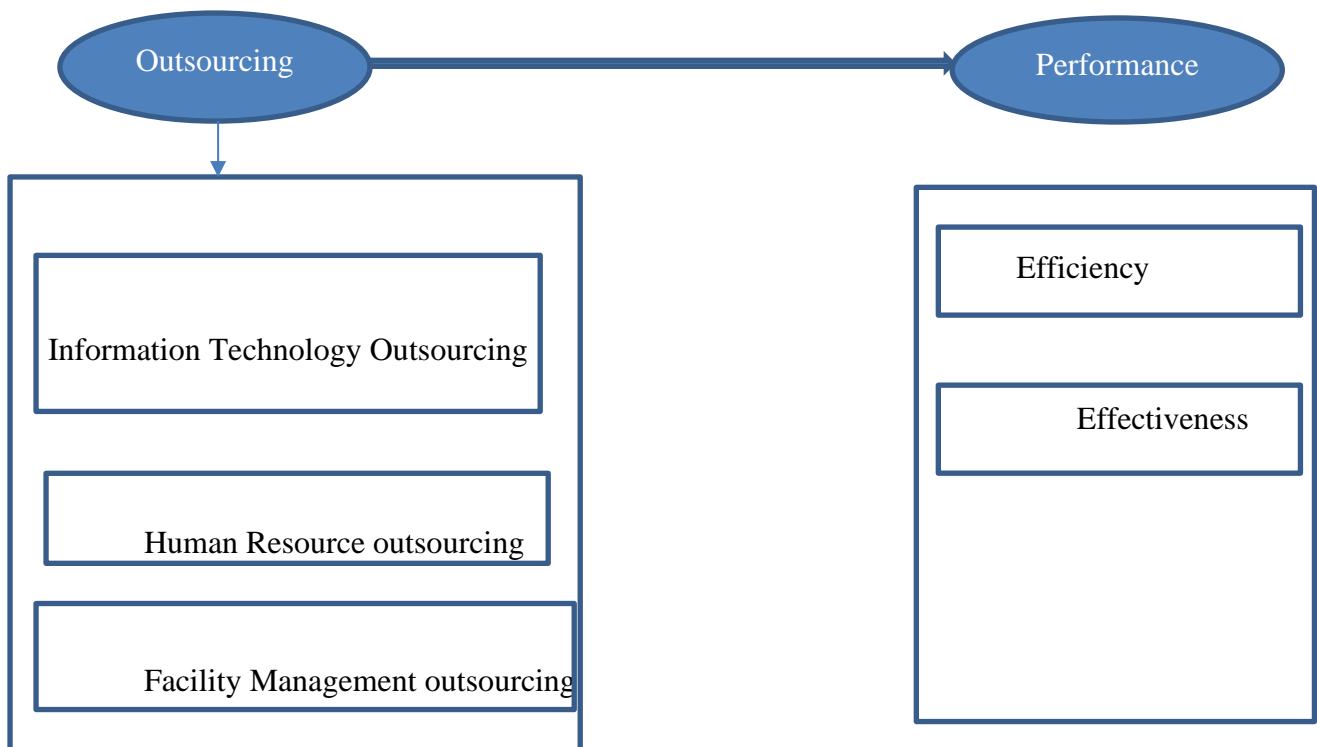 Outsourcing
Performance
Information Technology Outsourcing
Human Resource outsourcing
Facility Management outsourcing
Efficiency
Effectiveness